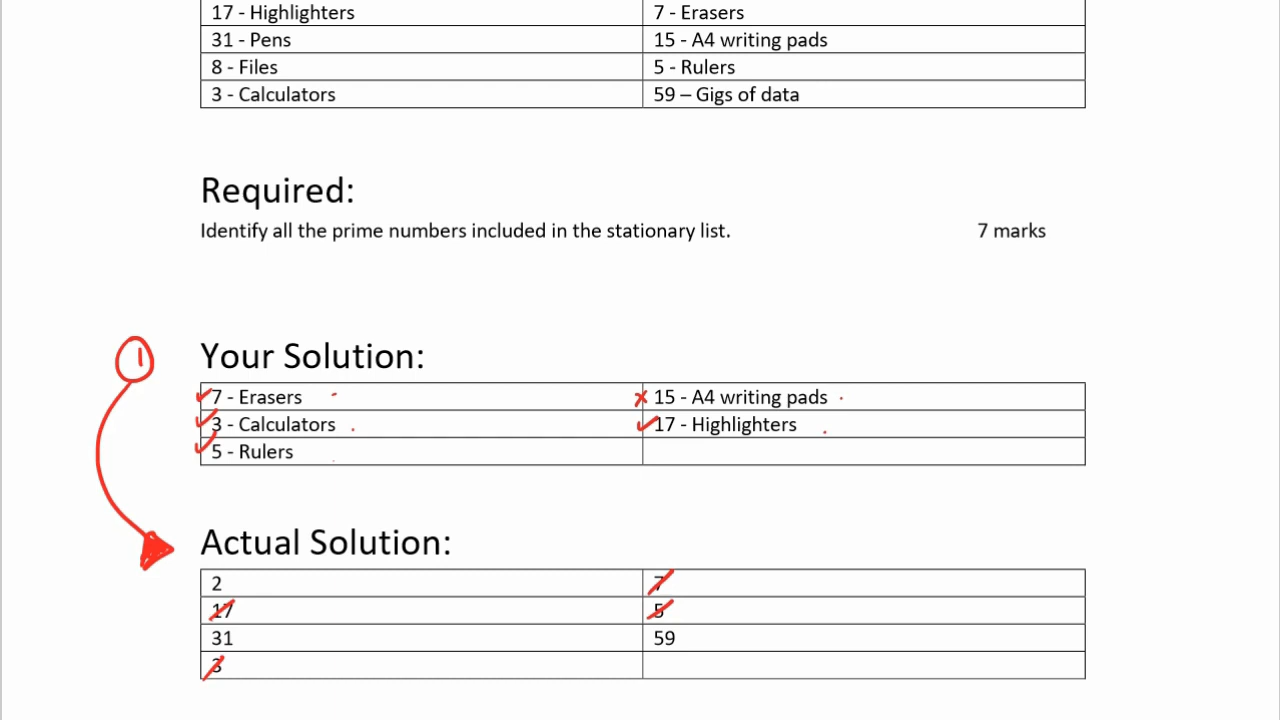 17 - Highlighters 7 - Erasers
31 - Pens 15 - A4 writing pads
8 - Files 5 - Rulers
3 - Calculators 59 – Gigs of data
Required:
Identify all the prime numbers included in the stationary list. 7 marks
1
Your Solution:
7 - Erasers 15 - A4 writing pads
3 - Calculators 17 - Highlighters
5 - Rulers
Actual Solution:
2 7
17 5
31 59
3